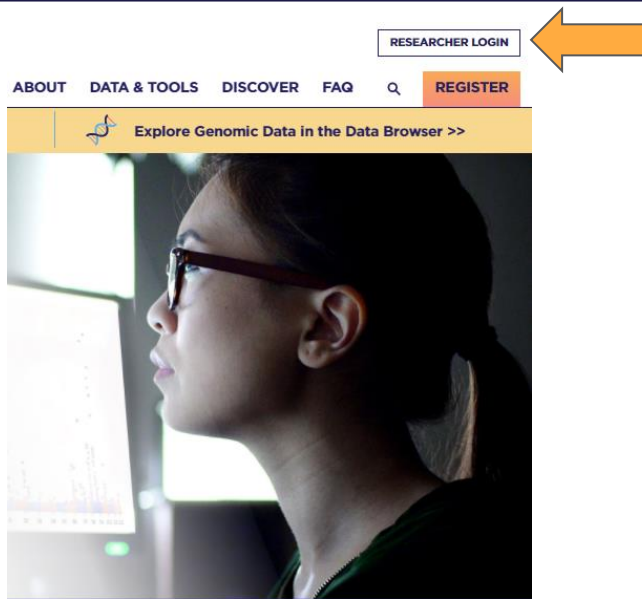 RESEARCHER LOGIN
ABOUT DATA & TOOLS DISCOVER FAQ REGISTER
Explore Genomic Data in the Data Browser >>